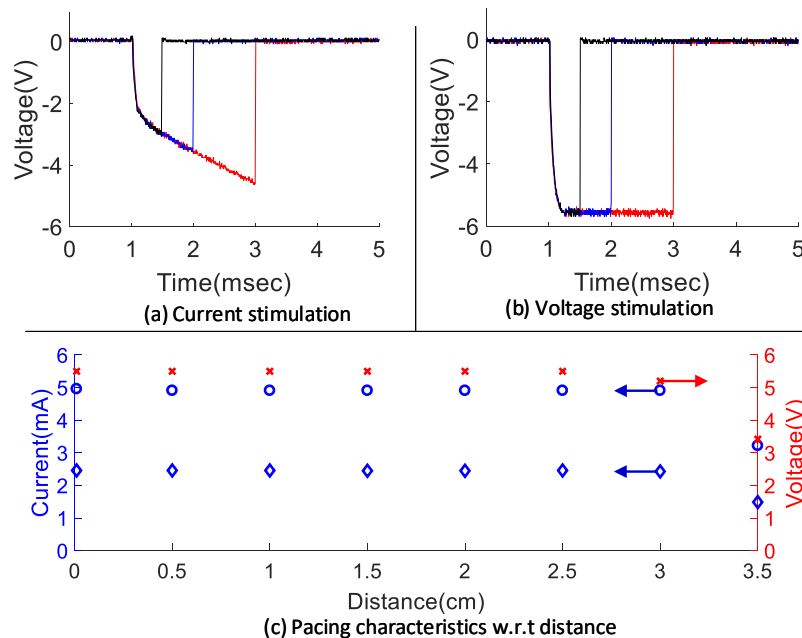 0
-2
-4
-6
Voltage(V)
0 1 2 3 4 5
Time(msec)
(a) Current stimulation
0
-2
-4
-6
Voltage(V)
0 1 2 3 4 5
Time(msec)
(b) Voltage stimulation
6
5
4
3
2
1
0
Current(mA)
6
5
4
3
2
1
0
Voltage(V)
0 0.5 1 1.5 2 2.5 3 3.5
Distance(cm)
(c) Pacing characteristics w.r.t distance